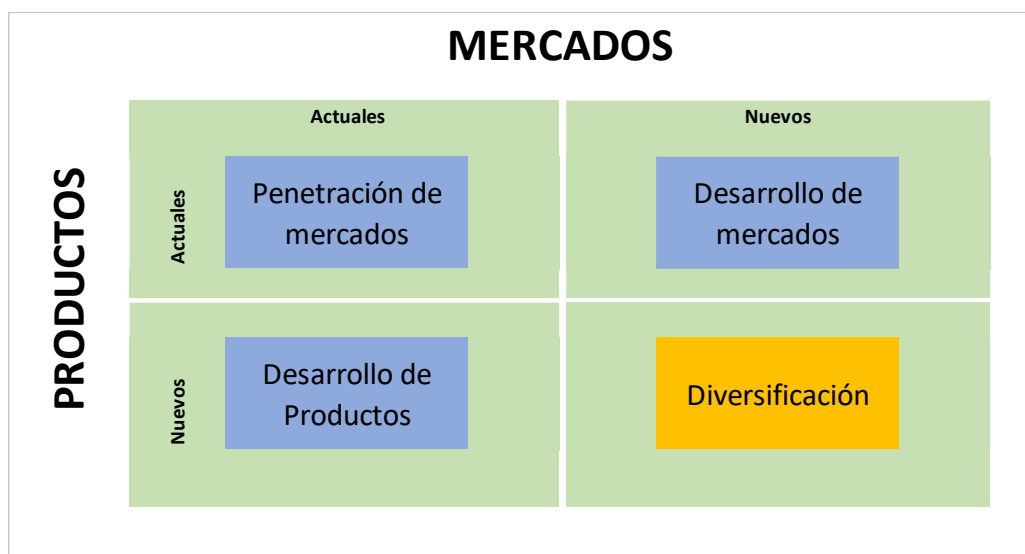 MERCADOS
Actuales
Nuevos
PRODUCTOS
Actuales
Penetración de
mercados
Desarrollo de
mercados
Nuevos
Desarrollo de
Productos
Diversificación